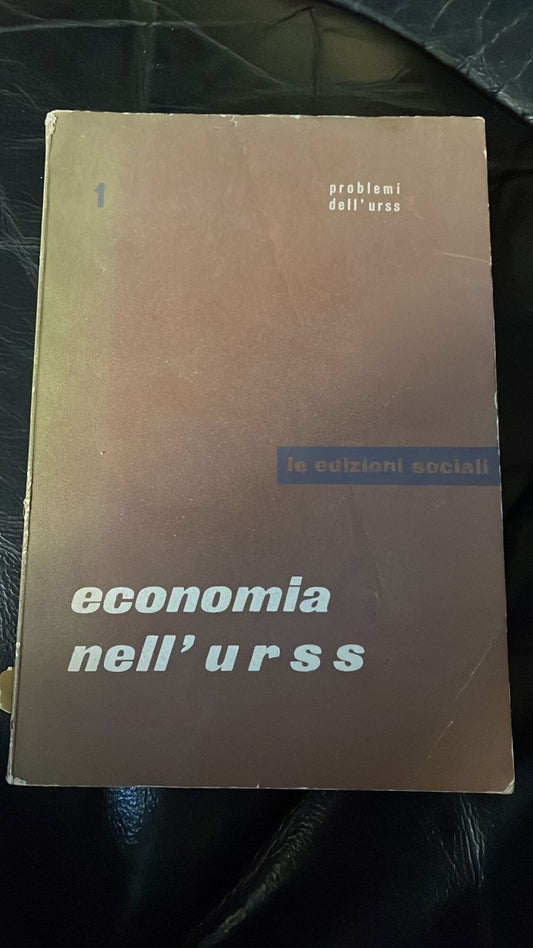 1
problemi
dell'urss
le edizioni sociali
economia
nell'urss